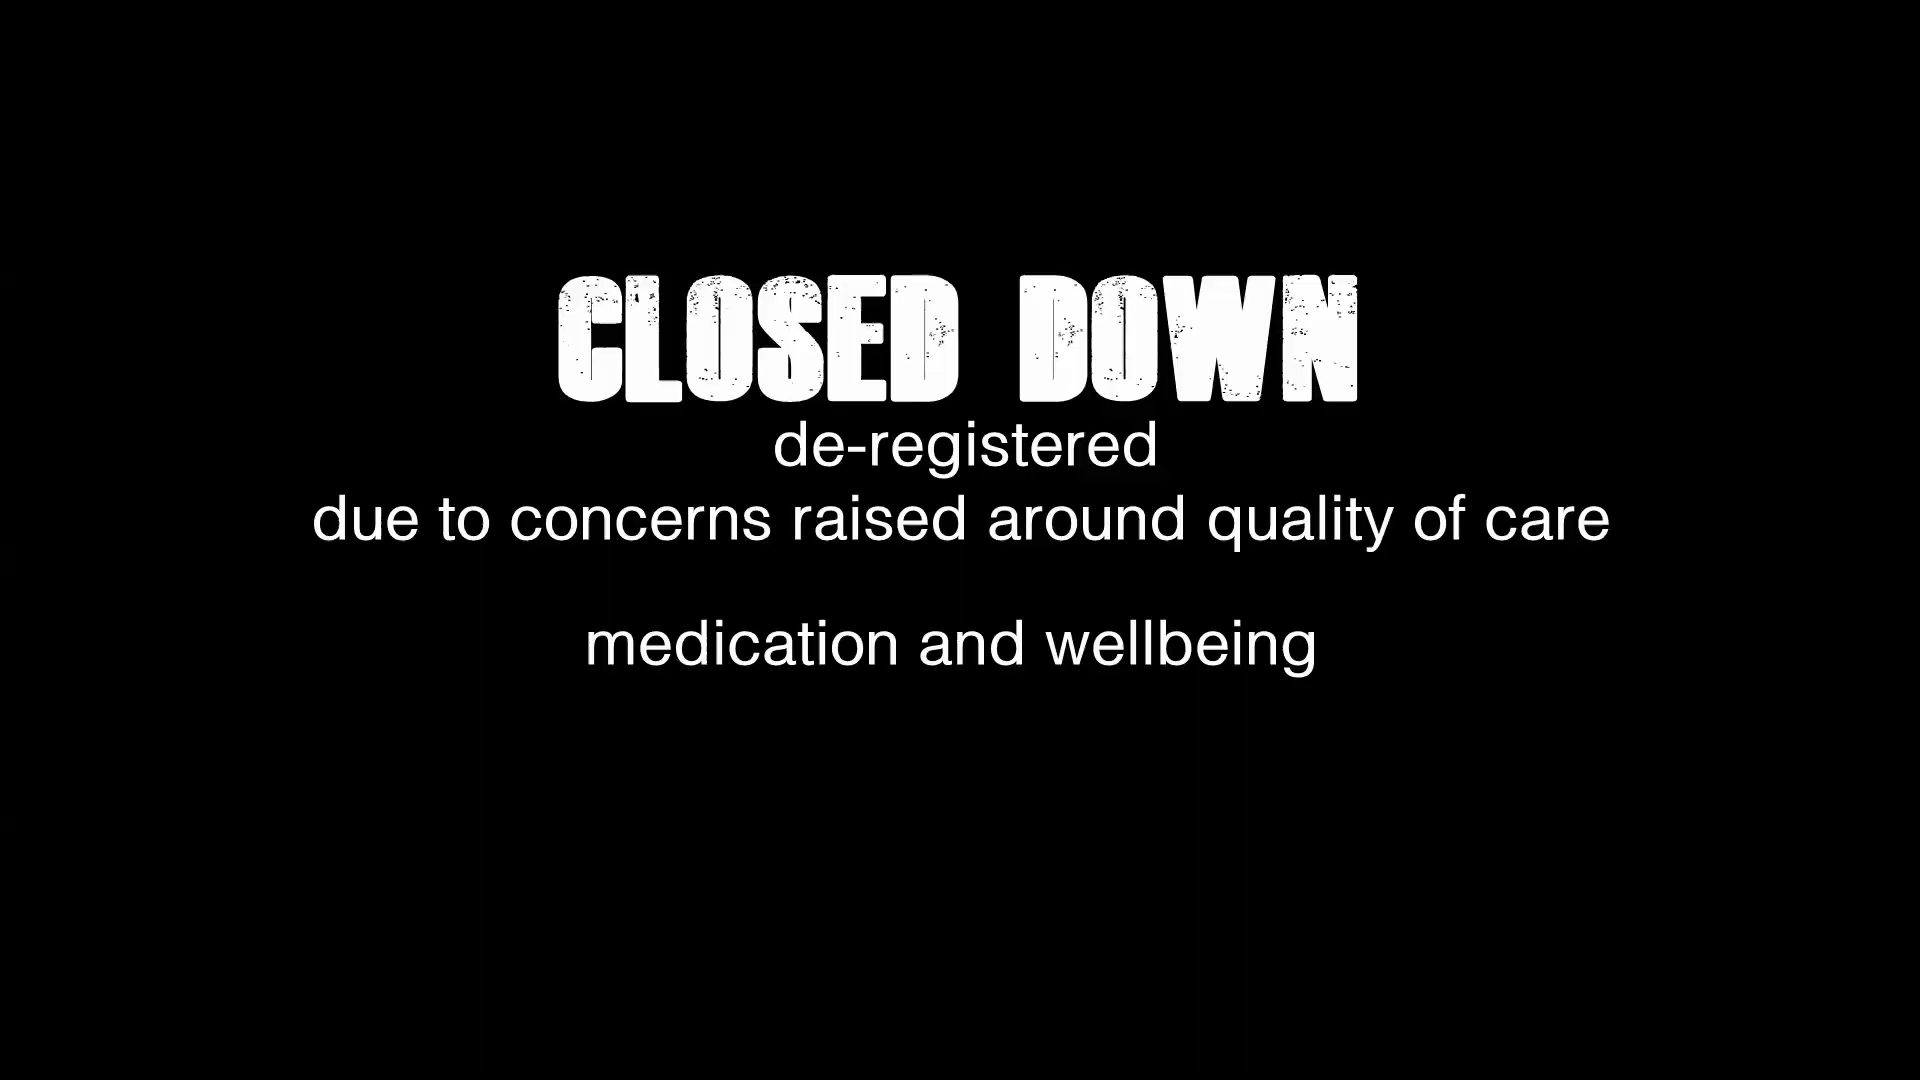 CLOSED DOWN
de-registered
due to concerns raised around quality of care
medication and wellbeing